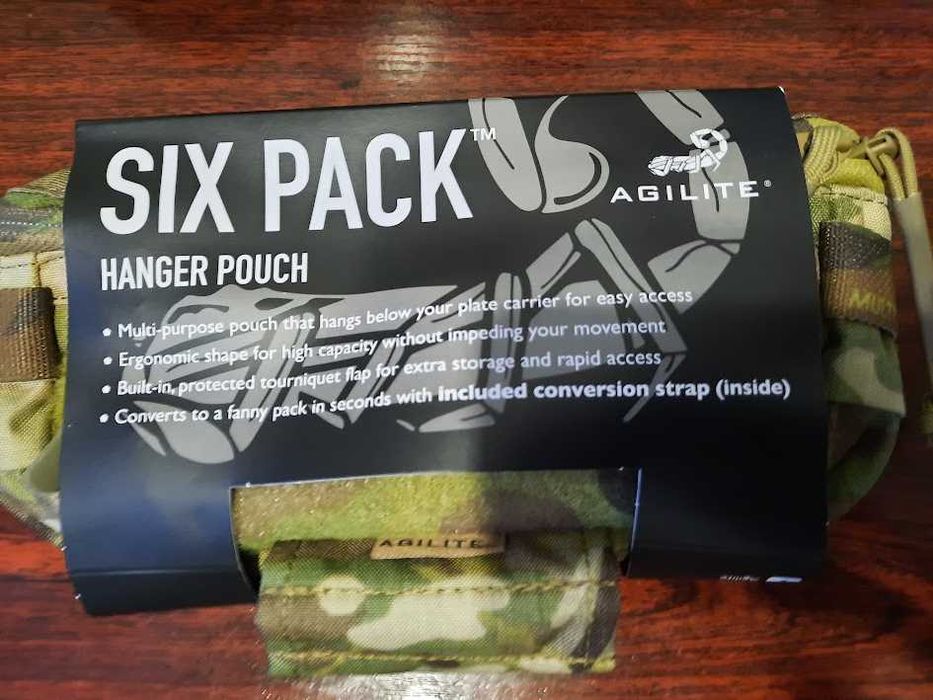 SIX PACK™
AGILITE®
HANGER POUCH
• Multi-purpose pouch that hangs below your plate carrier for easy access
• Ergonomic shape for high capacity without impeding your movement
• Built-in, protected tourniquet flap for extra storage and rapid access
• Converts to a fanny pack in seconds with included conversion strap (inside)
AGILITE